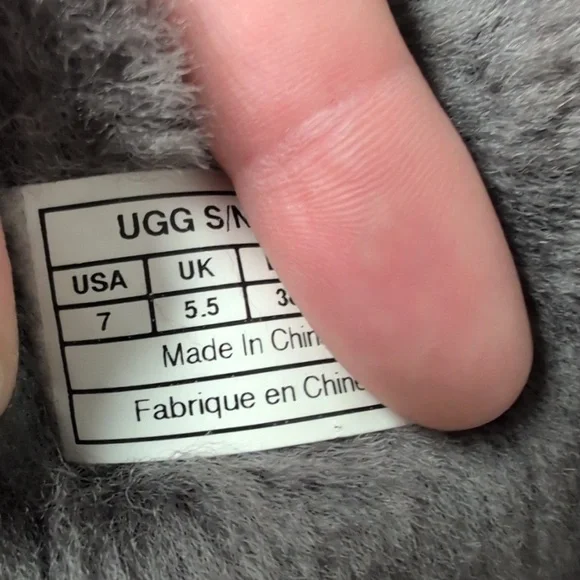 UGG S/N
USA UK
7 5.5
Made In Chin
Fabrique en Chine